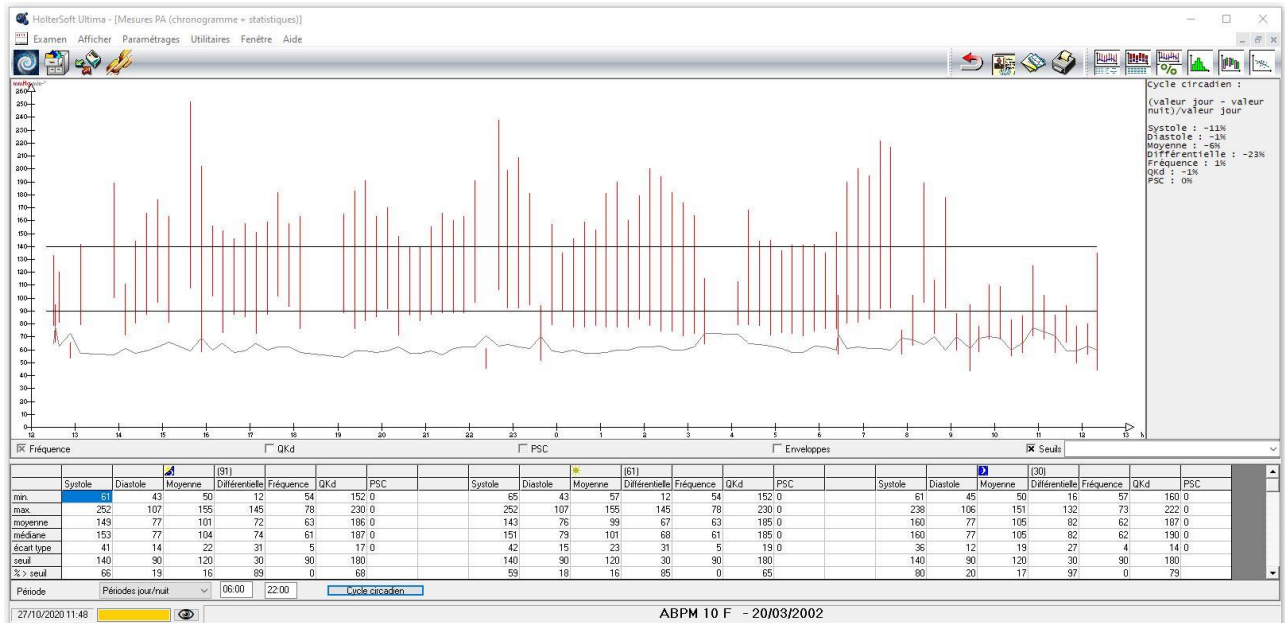 HolterSoft Ultima - [Mesures PA (chronogramme + statistiques)]
Examen Afficher Paramétrages Utilitaires Fenêtre Aide
Cycle circadien :
(valeur jour - valeur
nuit)/valeur jour
Systole : -11%
Diastole : -1%
Moyenne : -6%
Différentielle : -23%
Fréquence : 1%
QKd : -1%
PSC : 0%
260
250
230
220
210
200
190
180
170
160
150
140
130
120
110
100
90
80
70
60
50
40
30
20
10
0
12 13 14 15 16 17 18 19 20 21 22 23 0 1 2 3 4 5 6 7 8 9 10 11 12 13 h
Fréquence QKd PSC Enveloppes Seuils
(91) (61) (30)
Systole Diastole Moyenne Différentielle Fréquence QKd PSC Systole Diastole Moyenne Différentielle Fréquence QKd PSC Systole Diastole Moyenne Différentielle Fréquence QKd PSC
min. 61 43 50 12 54 152 0 65 43 57 12 54 152 0 61 45 50 16 57 160 0
max. 252 107 155 145 78 230 0 252 107 155 145 78 230 0 238 106 151 132 73 222 0
moyenne 149 77 101 72 63 186 0 143 76 99 67 63 185 0 160 77 105 82 62 187 0
médiane 153 77 104 74 61 187 0 151 79 101 68 61 185 0 160 77 105 82 62 190 0
écart type 41 14 22 31 5 17 0 42 15 23 31 5 19 0 36 12 19 27 4 14 0
seuil 140 90 120 30 90 180 140 90 120 30 90 180 140 90 120 30 90 180
% > seuil 66 19 16 89 0 68 59 18 16 85 0 65 80 20 17 97 0 79
Période Périodes jour/nuit 06:00 22:00 Cycle circadien
27/10/2020 11:48 ABPM 10 F - 20/03/2002